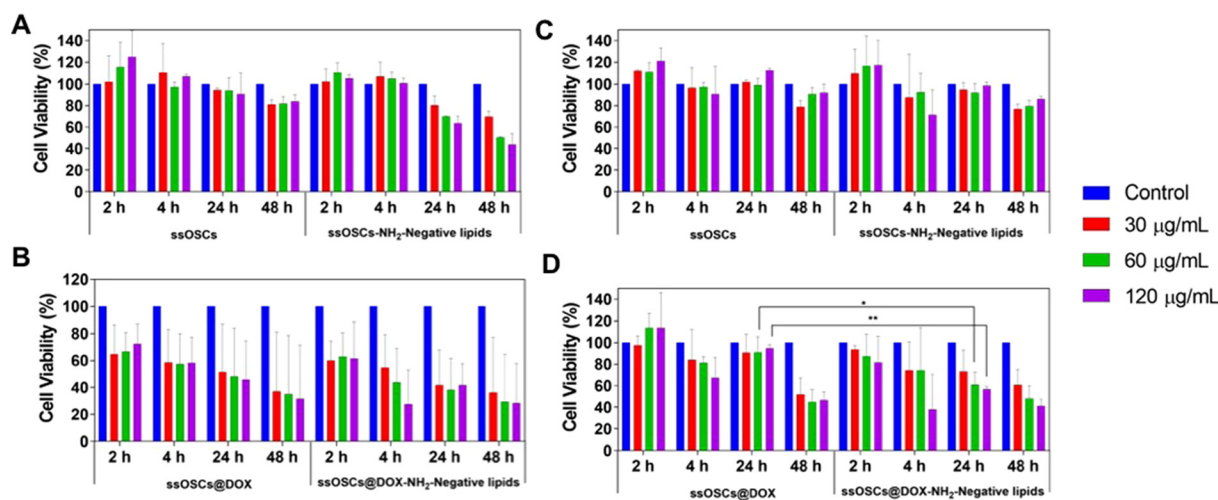 A
Cell Viability (%)
140
120
100
80
60
40
20
0
2 h 4 h 24 h 48 h 2 h 4 h 24 h 48 h
ssOSCs ssOSCs-NH₂-Negative lipids
B
Cell Viability (%)
120
100
80
60
40
20
0
2 h 4 h 24 h 48 h 2 h 4 h 24 h 48 h
ssOSCs@DOX ssOSCs@DOX-NH₂-Negative lipids
C
Cell Viability (%)
140
120
100
80
60
40
20
0
2 h 4 h 24 h 48 h 2 h 4 h 24 h 48 h
ssOSCs ssOSCs-NH₂-Negative lipids
D
Cell Viability (%)
140
120
100
80
60
40
20
0
*
**
2 h 4 h 24 h 48 h 2 h 4 h 24 h 48 h
ssOSCs@DOX ssOSCs@DOX-NH₂-Negative lipids
Control
30 μg/mL
60 μg/mL
120 μg/mL